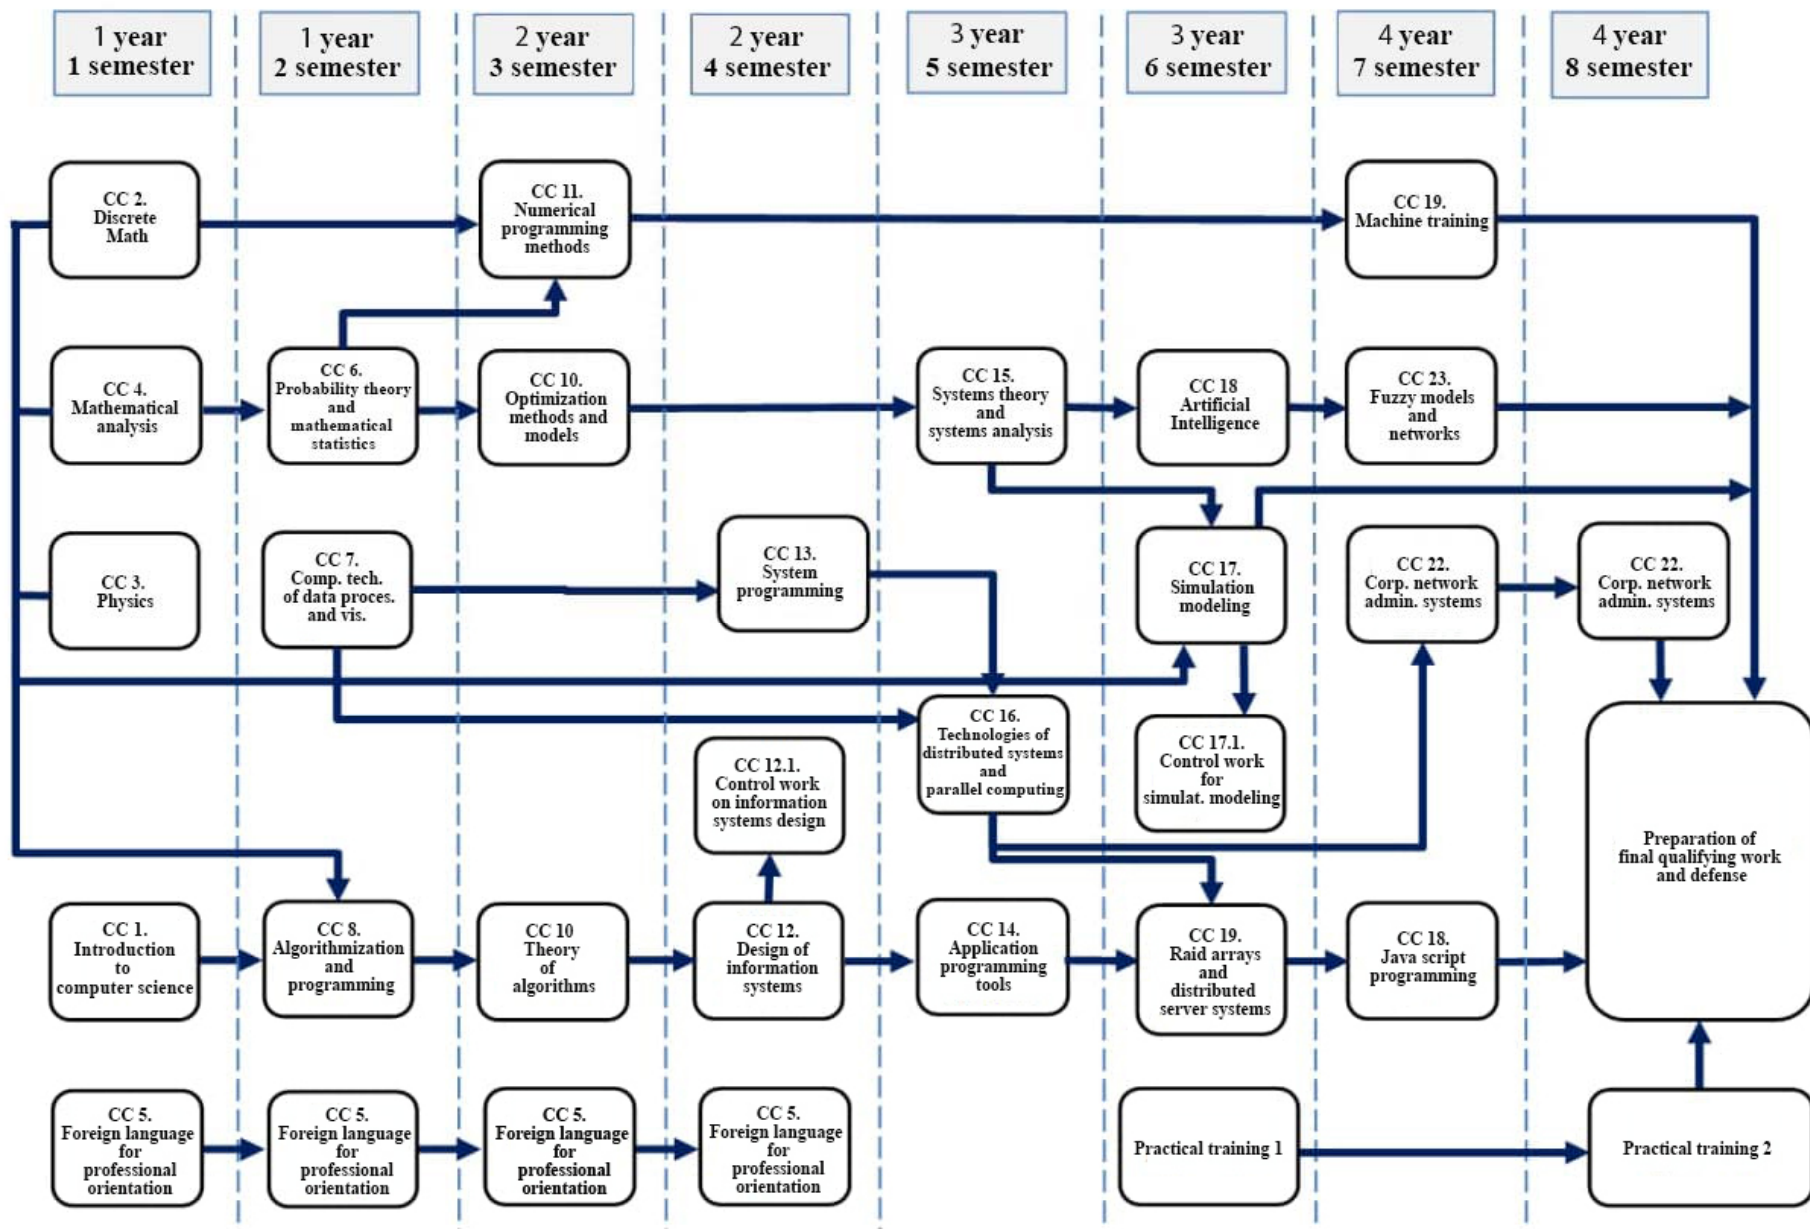 1 year
1 semester
1 year
2 semester
2 year
3 semester
2 year
4 semester
3 year
5 semester
3 year
6 semester
4 year
7 semester
4 year
8 semester
CC 2.
Discrete
Math
CC 11.
Numerical
programming
methods
CC 19.
Machine training
CC 4.
Mathematical
analysis
CC 6.
Probability theory
and
mathematical
statistics
CC 10.
Optimization
methods and
models
CC 15.
Systems theory
and
systems analysis
CC 18
Artificial
Intelligence
CC 23.
Fuzzy models
and
networks
CC 3.
Physics
CC 7.
Comp. tech.
of data proces.
and vis.
CC 13.
System
programming
CC 17.
Simulation
modeling
CC 22.
Corp. network
admin. systems
CC 22.
Corp. network
admin. systems
CC 16.
Technologies of
distributed systems
and
parallel computing
CC 12.1.
Control work
on information
systems design
CC 17.1.
Control work
for
simulat. modeling
Preparation of
final qualifying work
and defense
CC 1.
Introduction
to
computer science
CC 8.
Algorithmization
and
programming
CC 10
Theory
of
algorithms
CC 12.
Design of
information
systems
CC 14.
Application
programming
tools
CC 19.
Raid arrays
and
distributed
server systems
CC 18.
Java script
programming
CC 5.
Foreign language
for
professional
orientation
CC 5.
Foreign language
for
professional
orientation
CC 5.
Foreign language
for
professional
orientation
CC 5.
Foreign language
for
professional
orientation
Practical training 1
Practical training 2